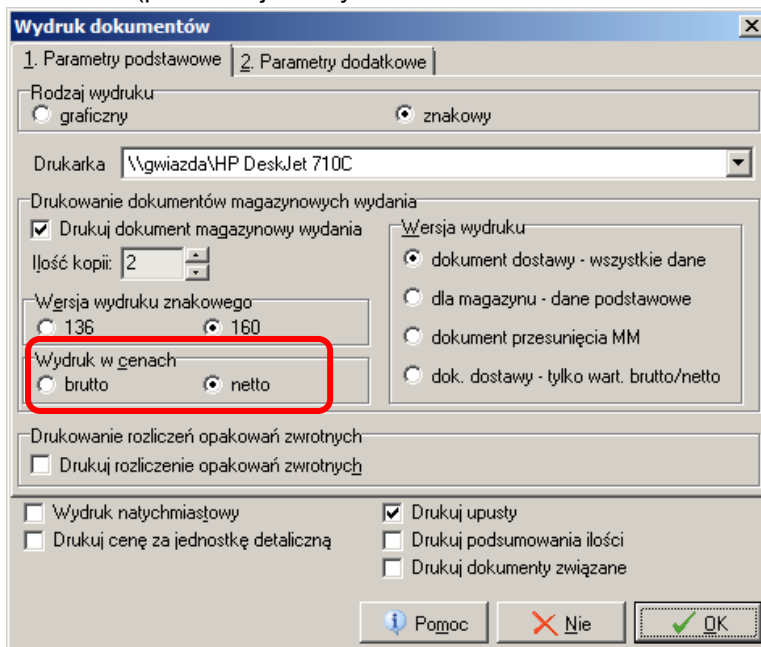 Wydruk dokumentów
1. Parametry podstawowe 2. Parametry dodatkowe
Rodzaj wydruku
graficzny znakowy
Drukarka \\gwiazda\HP DeskJet 710C
Drukowanie dokumentów magazynowych wydania
Drukuj dokument magazynowy wydania
Ilość kopii: 2
Wersja wydruku znakowego
136 160
Wydruk w cenach
brutto netto
Wersja wydruku
dokument dostawy - wszystkie dane
dla magazynu - dane podstawowe
dokument przesunięcia MM
dok. dostawy - tylko wart. brutto/netto
Drukowanie rozliczeń opakowań zwrotnych
Drukuj rozliczenie opakowań zwrotnych
Wydruk natychmiastowy
Drukuj cenę za jednostkę detaliczną
Drukuj upusty
Drukuj podsumowania ilości
Drukuj dokumenty związane
Pomoc Nie OK